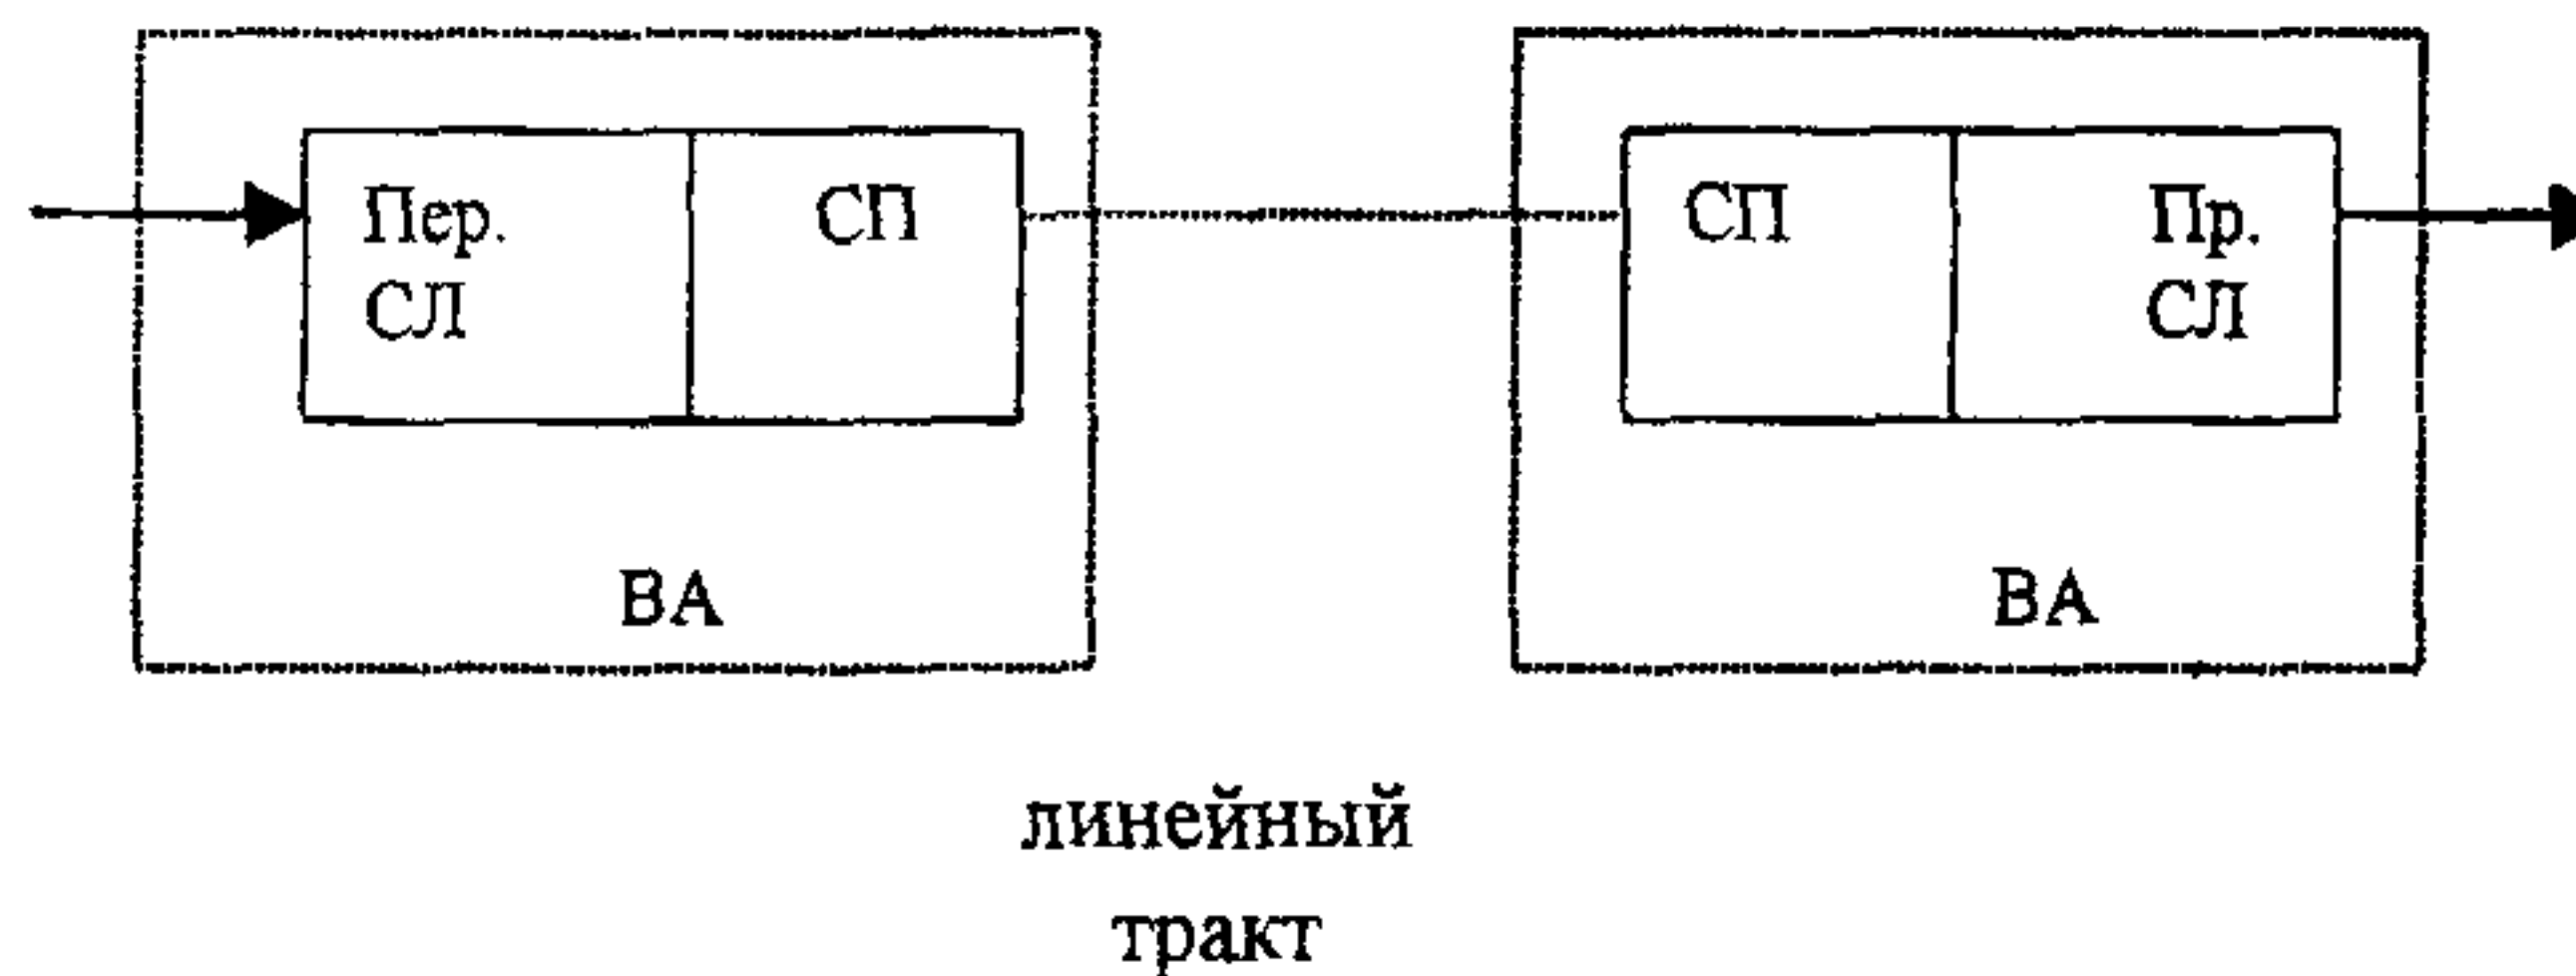 Пер.
СЛ
СП
СП
Пр.
СЛ
ВА
ВА
линейный
тракт